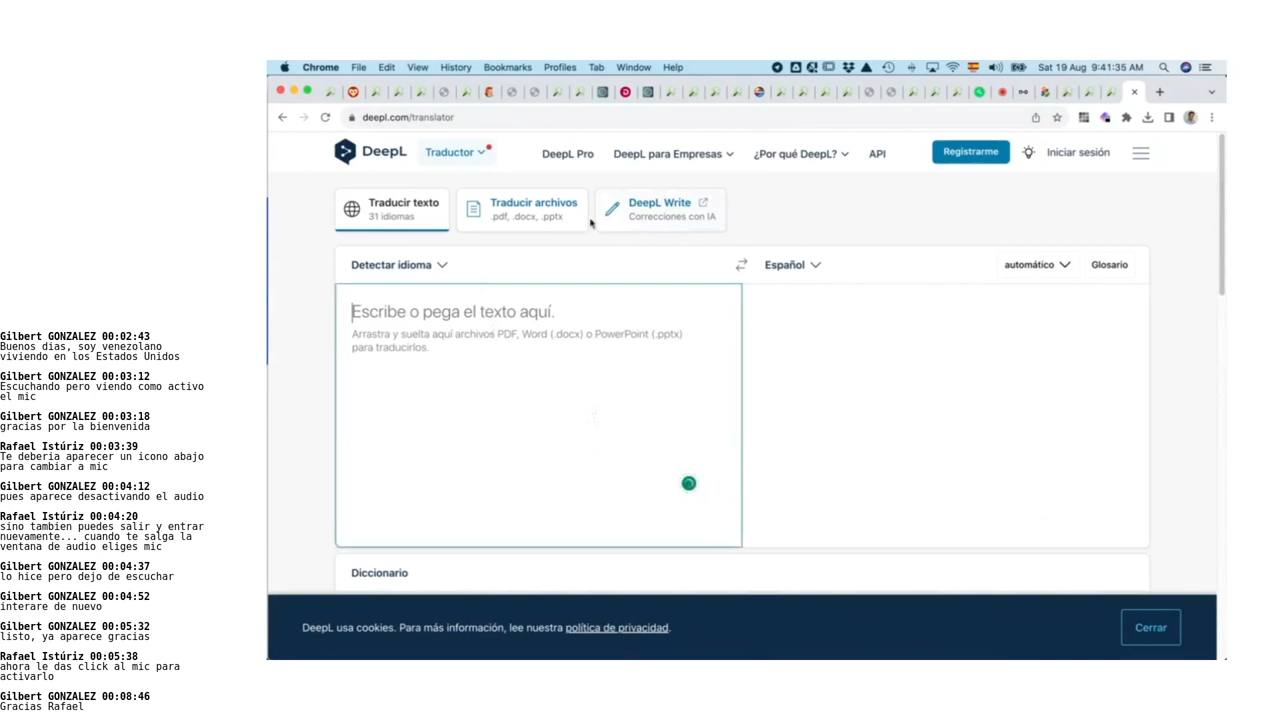 Chrome File Edit View History Bookmarks Profiles Tab Window Help Sat 19 Aug 9:41:35 AM
deepl.com/translator
DeepL Traductor DeepL Pro DeepL para Empresas ¿Por qué DeepL? API Registrarme Iniciar sesión
Traducir texto
31 idiomas
Traducir archivos
.pdf, .docx, .pptx
DeepL Write
Correcciones con IA
Detectar idioma Español automático Glosario
Escribe o pega el texto aquí.
Arrastra y suelta aquí archivos PDF, Word (.docx) o PowerPoint (.pptx)
para traducirlos.
Diccionario
DeepL usa cookies. Para más información, lee nuestra política de privacidad. Cerrar
Gilbert GONZALEZ 00:02:43
Buenos dias, soy venezolano
viviendo en los Estados Unidos
Gilbert GONZALEZ 00:03:12
Escuchando pero viendo como activo
el mic
Gilbert GONZALEZ 00:03:18
gracias por la bienvenida
Rafael Istúriz 00:03:39
Te deberia aparecer un icono abajo
para cambiar a mic
Gilbert GONZALEZ 00:04:12
pues aparece desactivando el audio
Rafael Istúriz 00:04:20
sino tambien puedes salir y entrar
nuevamente... cuando te salga la
ventana de audio eliges mic
Gilbert GONZALEZ 00:04:37
lo hice pero dejo de escuchar
Gilbert GONZALEZ 00:04:52
interare de nuevo
Gilbert GONZALEZ 00:05:32
listo, ya aparece gracias
Rafael Istúriz 00:05:38
ahora le das click al mic para
activarlo
Gilbert GONZALEZ 00:08:46
Gracias Rafael